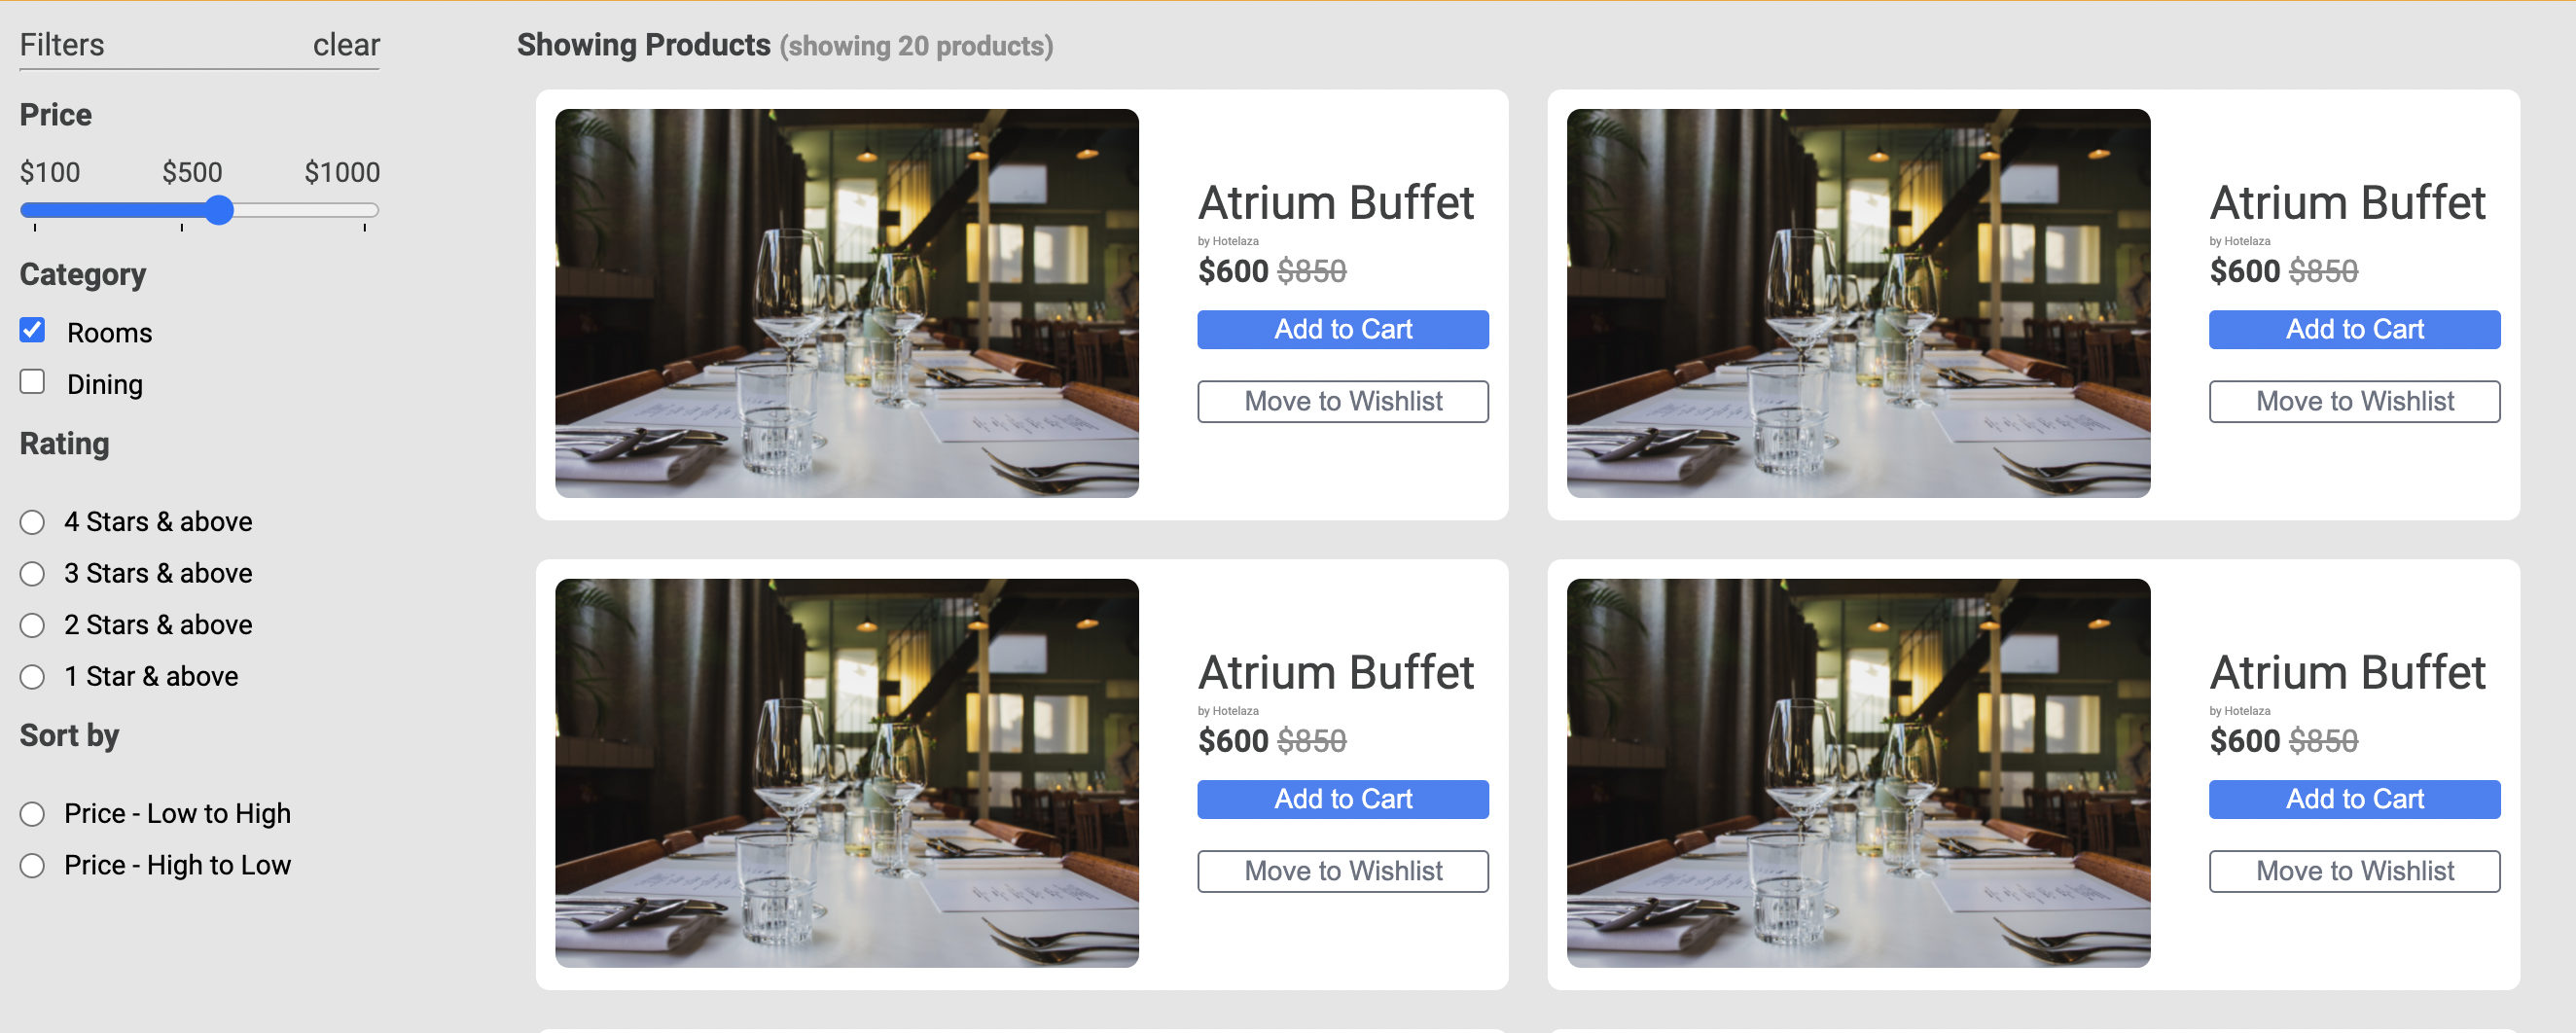 Filters clear
Price
$100 $500 $1000
Category
Rooms
Dining
Rating
4 Stars & above
3 Stars & above
2 Stars & above
1 Star & above
Sort by
Price - Low to High
Price - High to Low
Showing Products (showing 20 products)
Atrium Buffet
by Hotelaza
$600 $850
Add to Cart
Move to Wishlist
Atrium Buffet
by Hotelaza
$600 $850
Add to Cart
Move to Wishlist
Atrium Buffet
by Hotelaza
$600 $850
Add to Cart
Move to Wishlist
Atrium Buffet
by Hotelaza
$600 $850
Add to Cart
Move to Wishlist